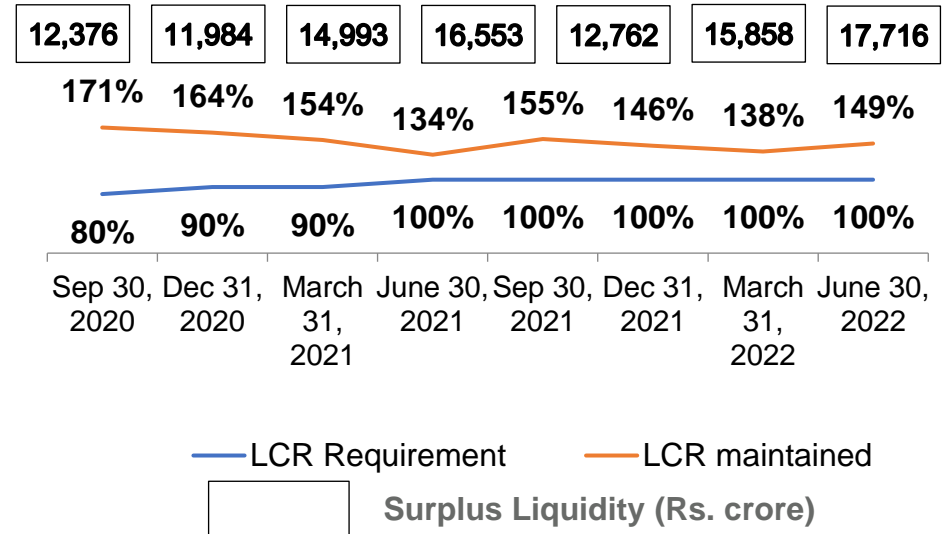 12,376 11,984 14,993 16,553 12,762 15,858 17,716
171% 164% 154% 134% 155% 146% 138% 149%
80% 90% 90% 100% 100% 100% 100% 100%
Sep 30, Dec 31, March June 30, Sep 30, Dec 31, March June 30,
2020 2020 31, 2021 2021 2021 31, 2022
2021 2022
LCR Requirement LCR maintained
Surplus Liquidity (Rs. crore)